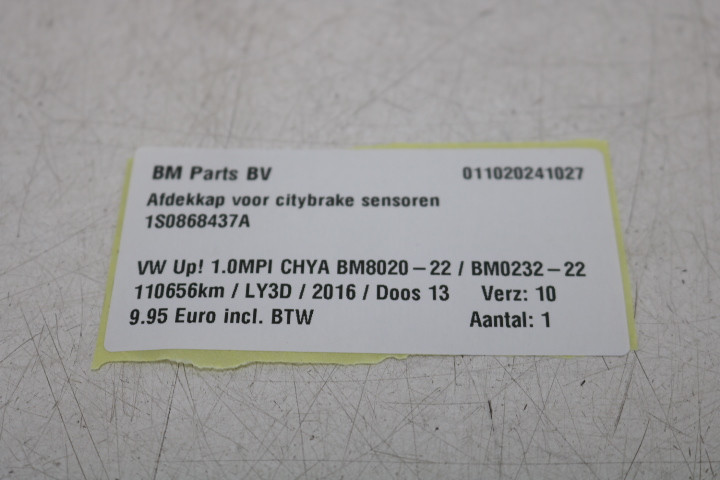 BM Parts BV 011020241027
Afdekkap voor citybrake sensoren
1S0868437A
VW Up! 1.0MPI CHYA BM8020-22 / BM0232-22
110656km / LY3D / 2016 / Doos 13 Verz: 10
9.95 Euro incl. BTW Aantal: 1